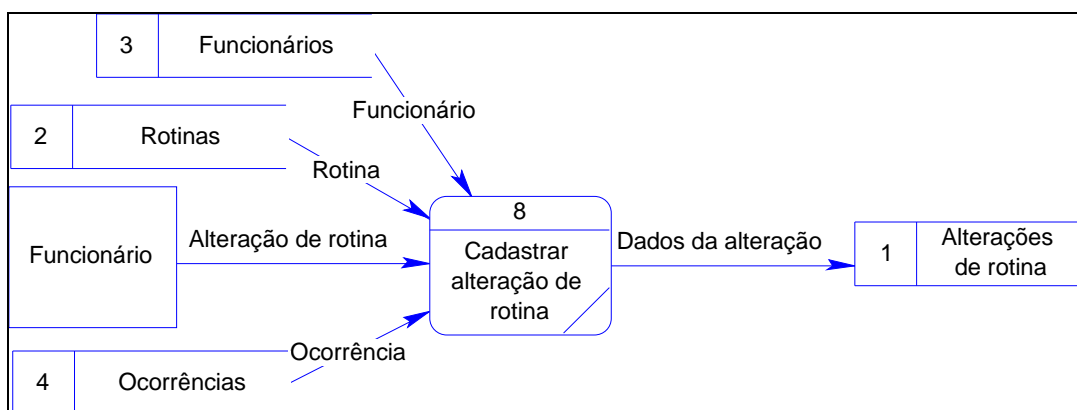 3
Funcionários
Funcionário
2
Rotinas
Rotina
Funcionário
Alteração de rotina
8
Cadastrar
alteração de
rotina
Dados da alteração
1
Alterações
de rotina
Ocorrência
4
Ocorrências